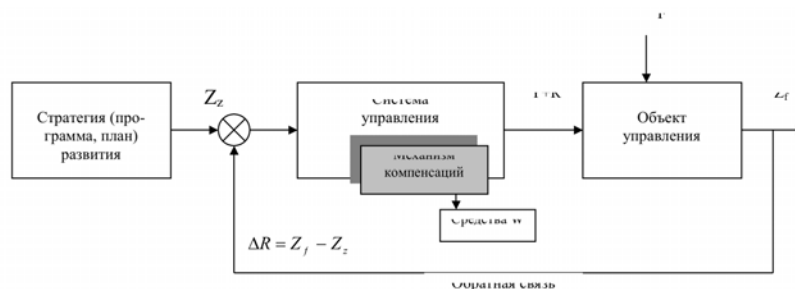 Z_z
Стратегия (про-
грамма, план)
развития
Система
управления
Механизм
компенсаций
Средства W
Объект
управления
Z_f
ΔR = Z_f − Z_z
Обратная связь